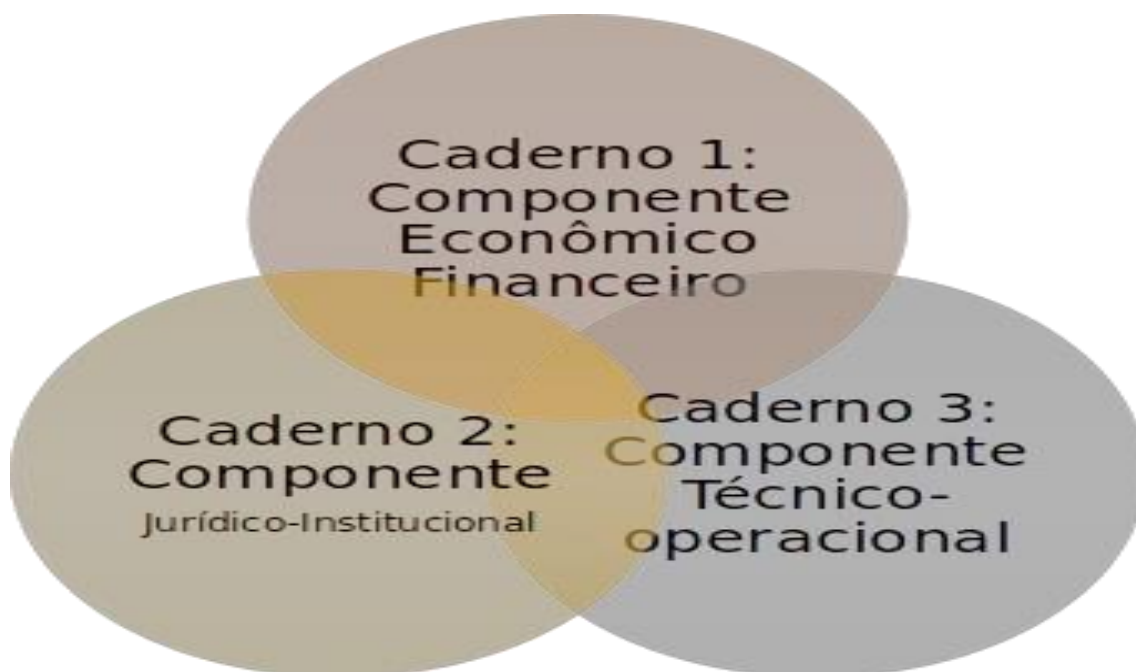 Caderno 1:
Componente
Econômico
Financeiro
Caderno 2:
Componente
Jurídico-Institucional
Caderno 3:
Componente
Técnico-
operacional